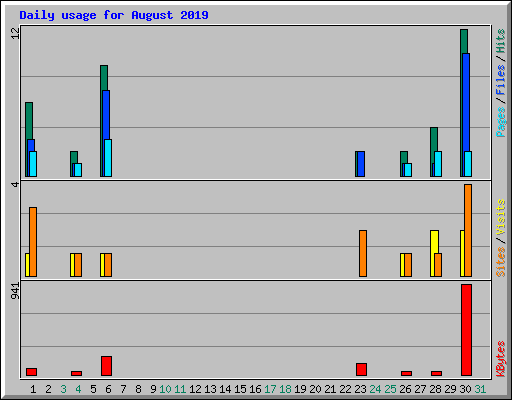 Daily usage for August 2019
12
Pages / Files / Hits
4
Sites / Visits
941
KBytes
1 2 3 4 5 6 7 8 9 10 11 12 13 14 15 16 17 18 19 20 21 22 23 24 25 26 27 28 29 30 31